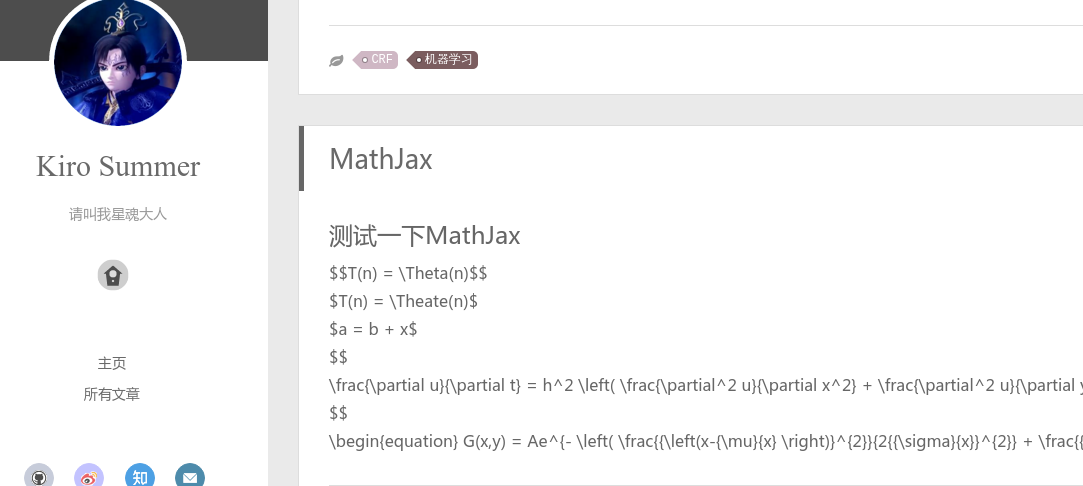 Kiro Summer
请叫我星魂大人
主页
所有文章
知
CRF 机器学习
MathJax
测试一下MathJax
$$T(n) = \Theta(n)$$
$T(n) = \Theate(n)$
$a = b + x$
$$
\frac{\partial u}{\partial t} = h^2 \left( \frac{\partial^2 u}{\partial x^2} + \frac{\partial^2 u}{\partial y
$$
\begin{equation} G(x,y) = Ae^{- \left( \frac{{\left(x-{\mu}{x} \right)}^{2}}{2{{\sigma}{x}}^{2}} + \frac{{